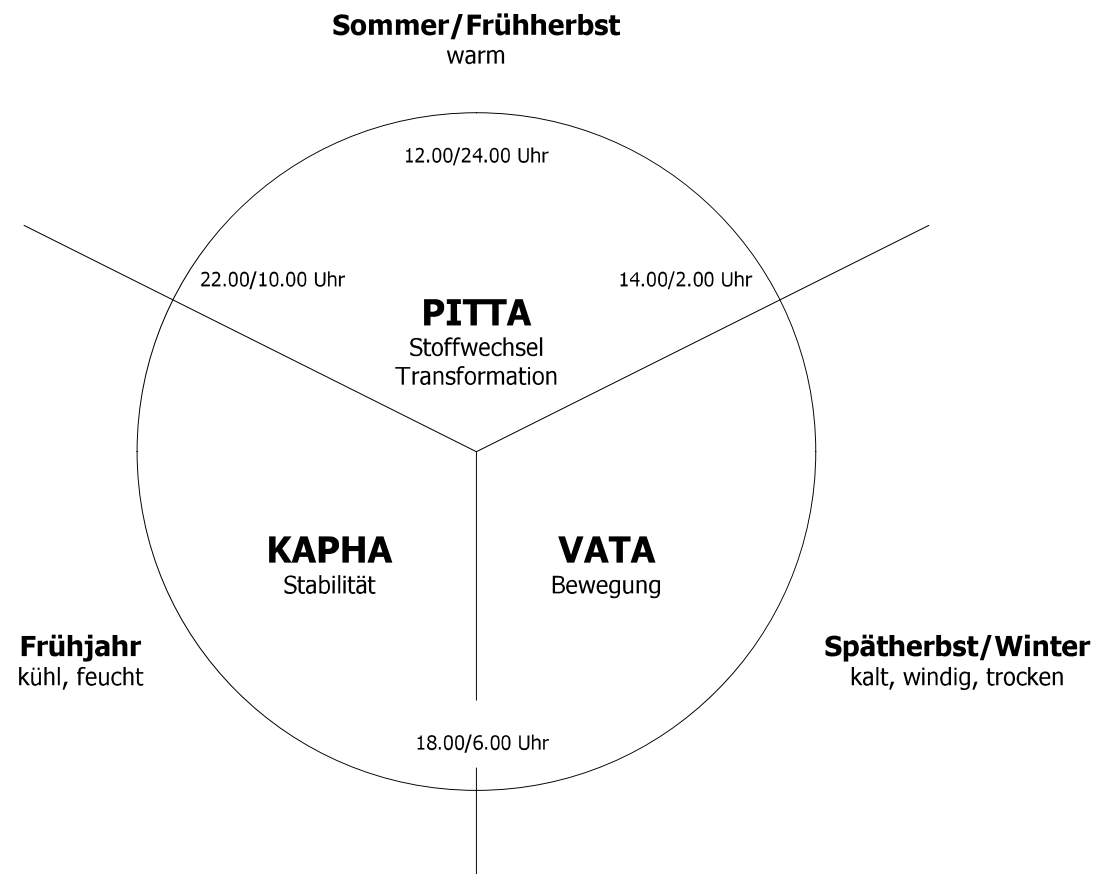 Sommer/Frühherbst
warm
12.00/24.00 Uhr
22.00/10.00 Uhr
14.00/2.00 Uhr
PITTA
Stoffwechsel
Transformation
KAPHA
Stabilität
VATA
Bewegung
Frühjahr
kühl, feucht
Spätherbst/Winter
kalt, windig, trocken
18.00/6.00 Uhr